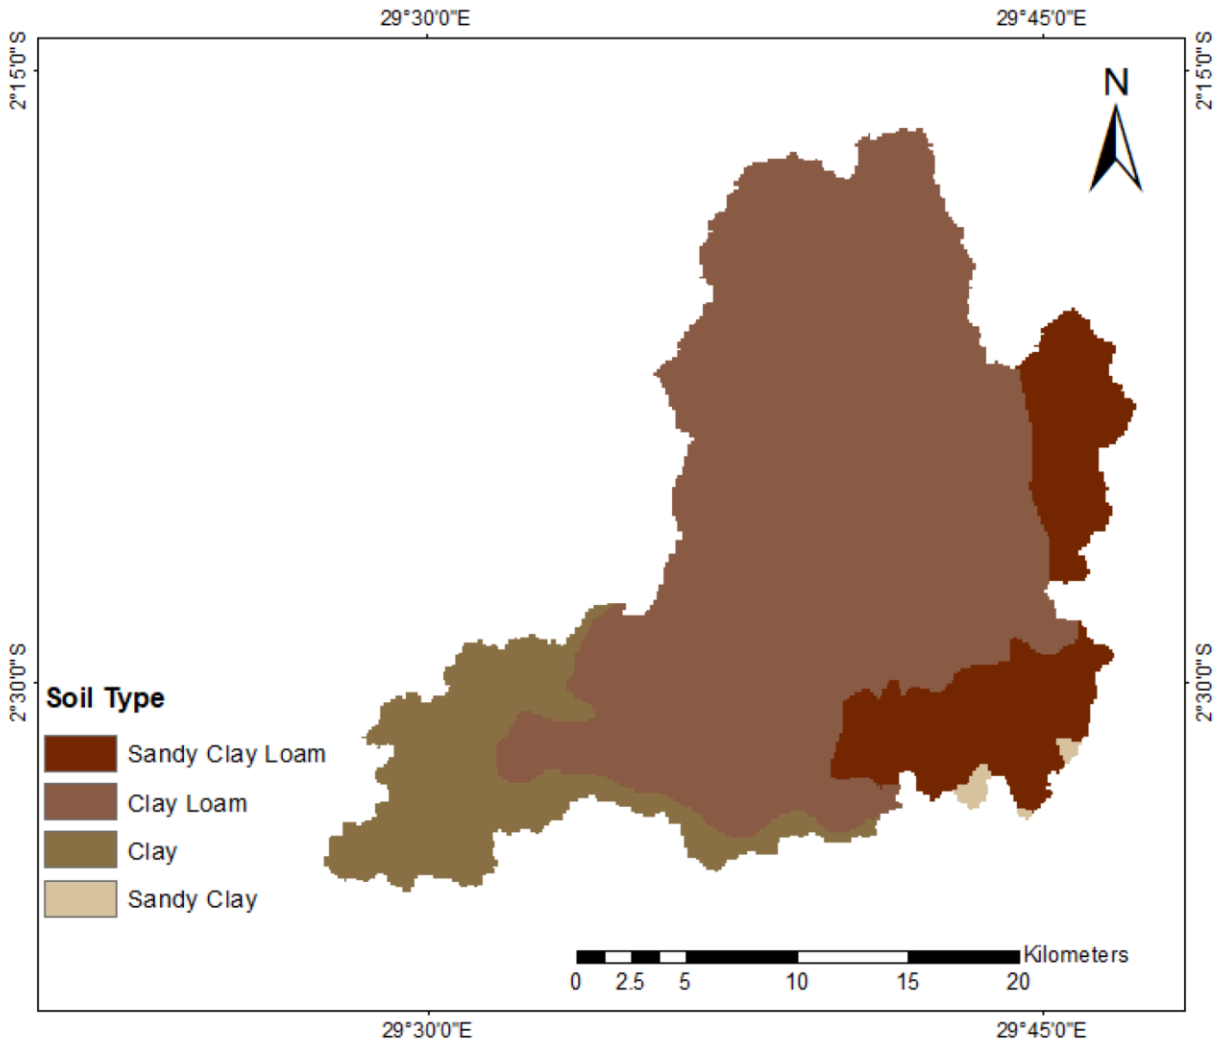 29°30'0"E 29°45'0"E
2°15'0"S 2°15'0"S
N
2°30'0"S 2°30'0"S
Soil Type
Sandy Clay Loam
Clay Loam
Clay
Sandy Clay
Kilometers
0 2.5 5 10 15 20
29°30'0"E 29°45'0"E